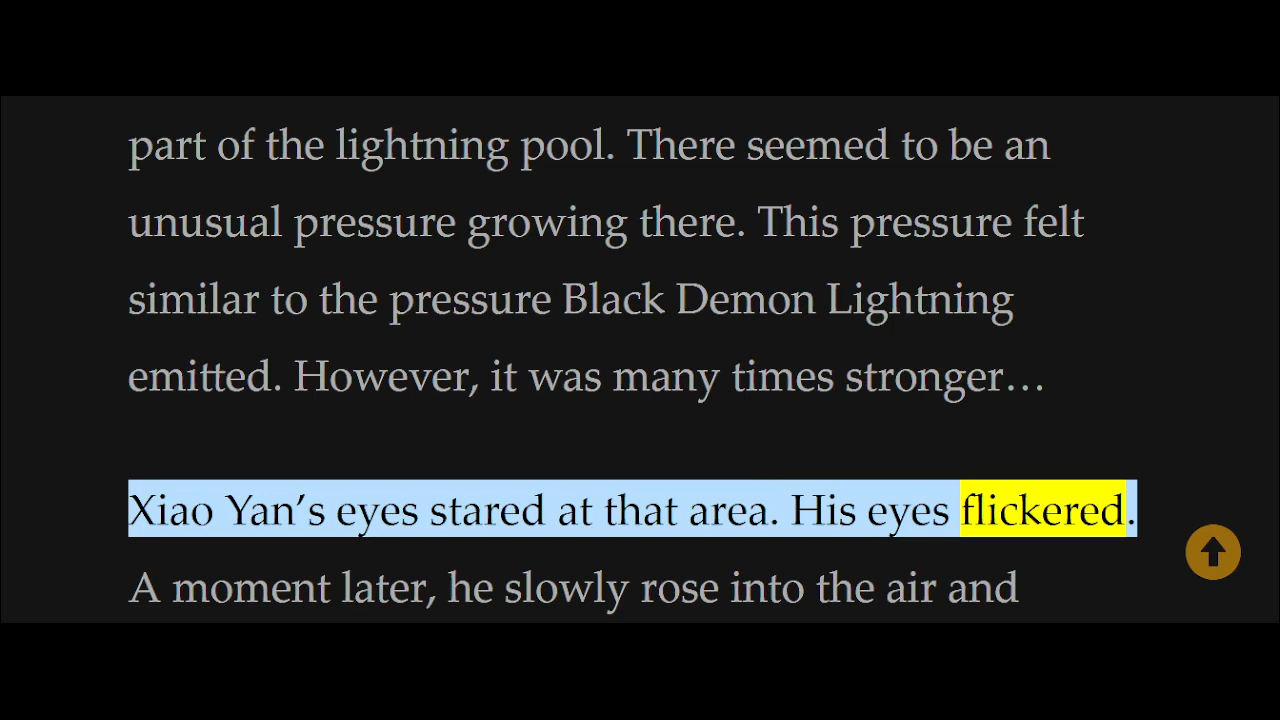 part of the lightning pool. There seemed to be an
unusual pressure growing there. This pressure felt
similar to the pressure Black Demon Lightning
emitted. However, it was many times stronger…
Xiao Yan’s eyes stared at that area. His eyes flickered.
A moment later, he slowly rose into the air and